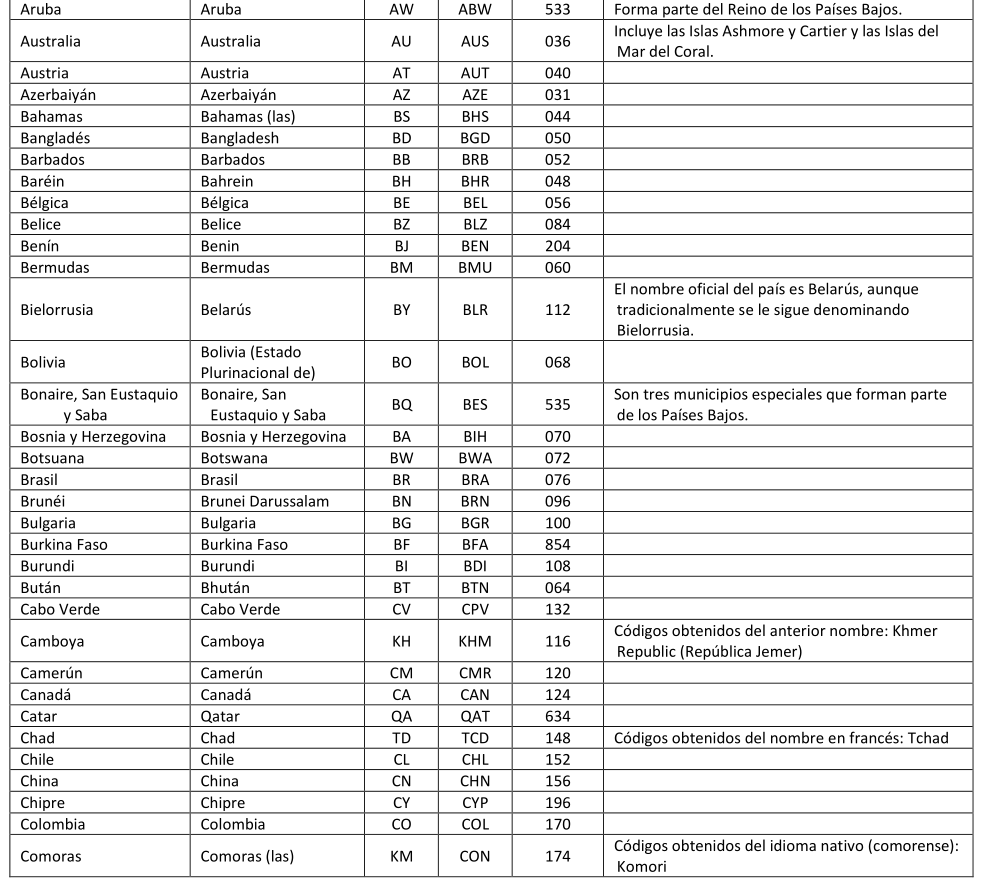 Aruba Aruba AW ABW 533 Forma parte del Reino de los Países Bajos.
Australia Australia AU AUS 036 Incluye las Islas Ashmore y Cartier y las Islas del
Mar del Coral.
Austria Austria AT AUT 040
Azerbaiyán Azerbaiyán AZ AZE 031
Bahamas Bahamas (las) BS BHS 044
Bangladés Bangladesh BD BGD 050
Barbados Barbados BB BRB 052
Baréin Bahrein BH BHR 048
Bélgica Bélgica BE BEL 056
Belice Belice BZ BLZ 084
Benín Benin BJ BEN 204
Bermudas Bermudas BM BMU 060
Bielorrusia Belarús BY BLR 112 El nombre oficial del país es Belarús, aunque
tradicionalmente se le sigue denominando
Bielorrusia.
Bolivia Bolivia (Estado
Plurinacional de) BO BOL 068
Bonaire, San Eustaquio
y Saba Bonaire, San
Eustaquio y Saba BQ BES 535 Son tres municipios especiales que forman parte
de los Países Bajos.
Bosnia y Herzegovina Bosnia y Herzegovina BA BIH 070
Botsuana Botswana BW BWA 072
Brasil Brasil BR BRA 076
Brunéi Brunei Darussalam BN BRN 096
Bulgaria Bulgaria BG BGR 100
Burkina Faso Burkina Faso BF BFA 854
Burundi Burundi BI BDI 108
Bután Bhután BT BTN 064
Cabo Verde Cabo Verde CV CPV 132
Camboya Camboya KH KHM 116 Códigos obtenidos del anterior nombre: Khmer
Republic (República Jemer)
Camerún Camerún CM CMR 120
Canadá Canadá CA CAN 124
Catar Qatar QA QAT 634
Chad Chad TD TCD 148 Códigos obtenidos del nombre en francés: Tchad
Chile Chile CL CHL 152
China China CN CHN 156
Chipre Chipre CY CYP 196
Colombia Colombia CO COL 170
Comoras Comoras (las) KM CON 174 Códigos obtenidos del idioma nativo (comorense):
Komori